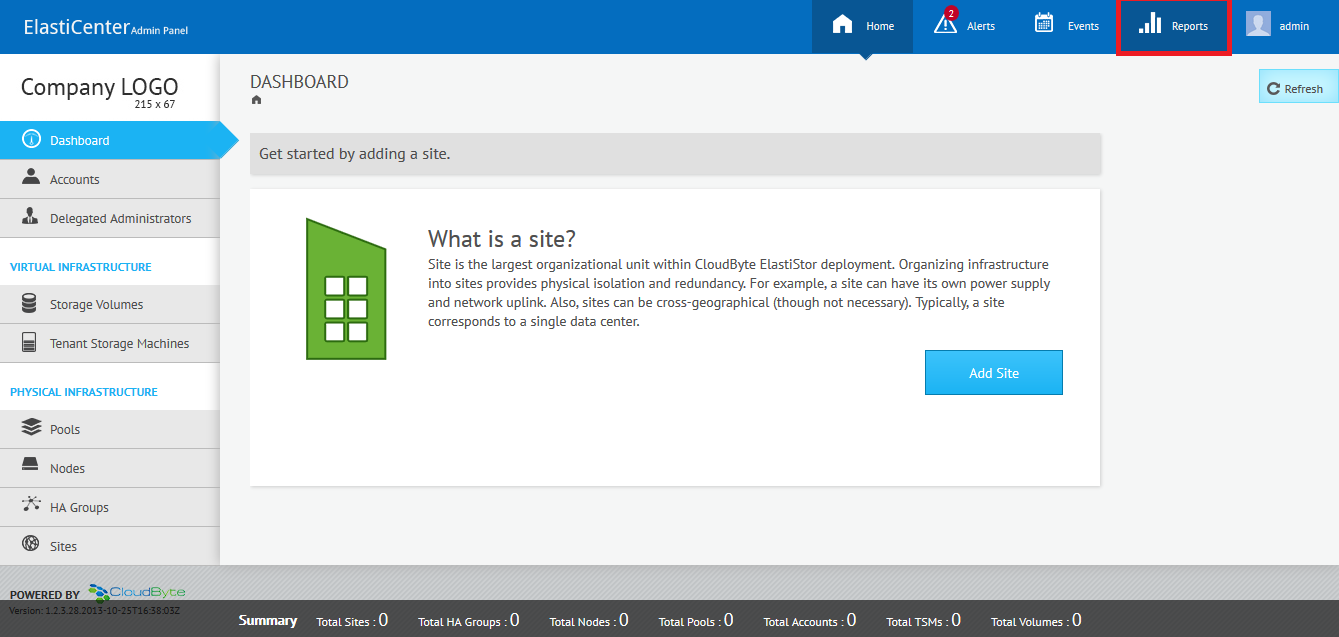 ElastiCenter Admin Panel
Home
2
Alerts
Events
Reports
admin
Company LOGO
215 x 67
DASHBOARD
Refresh
Dashboard
Accounts
Delegated Administrators
VIRTUAL INFRASTRUCTURE
Storage Volumes
Tenant Storage Machines
PHYSICAL INFRASTRUCTURE
Pools
Nodes
HA Groups
Sites
Get started by adding a site.
What is a site?
Site is the largest organizational unit within CloudByte ElastiStor deployment. Organizing infrastructure
into sites provides physical isolation and redundancy. For example, a site can have its own power supply
and network uplink. Also, sites can be cross-geographical (though not necessary). Typically, a site
corresponds to a single data center.
Add Site
POWERED BY CloudByte
Version: 1.2.3.28.2013-10-25T16:38:03Z
Summary Total Sites : 0 Total HA Groups : 0 Total Nodes : 0 Total Pools : 0 Total Accounts : 0 Total TSMs : 0 Total Volumes : 0